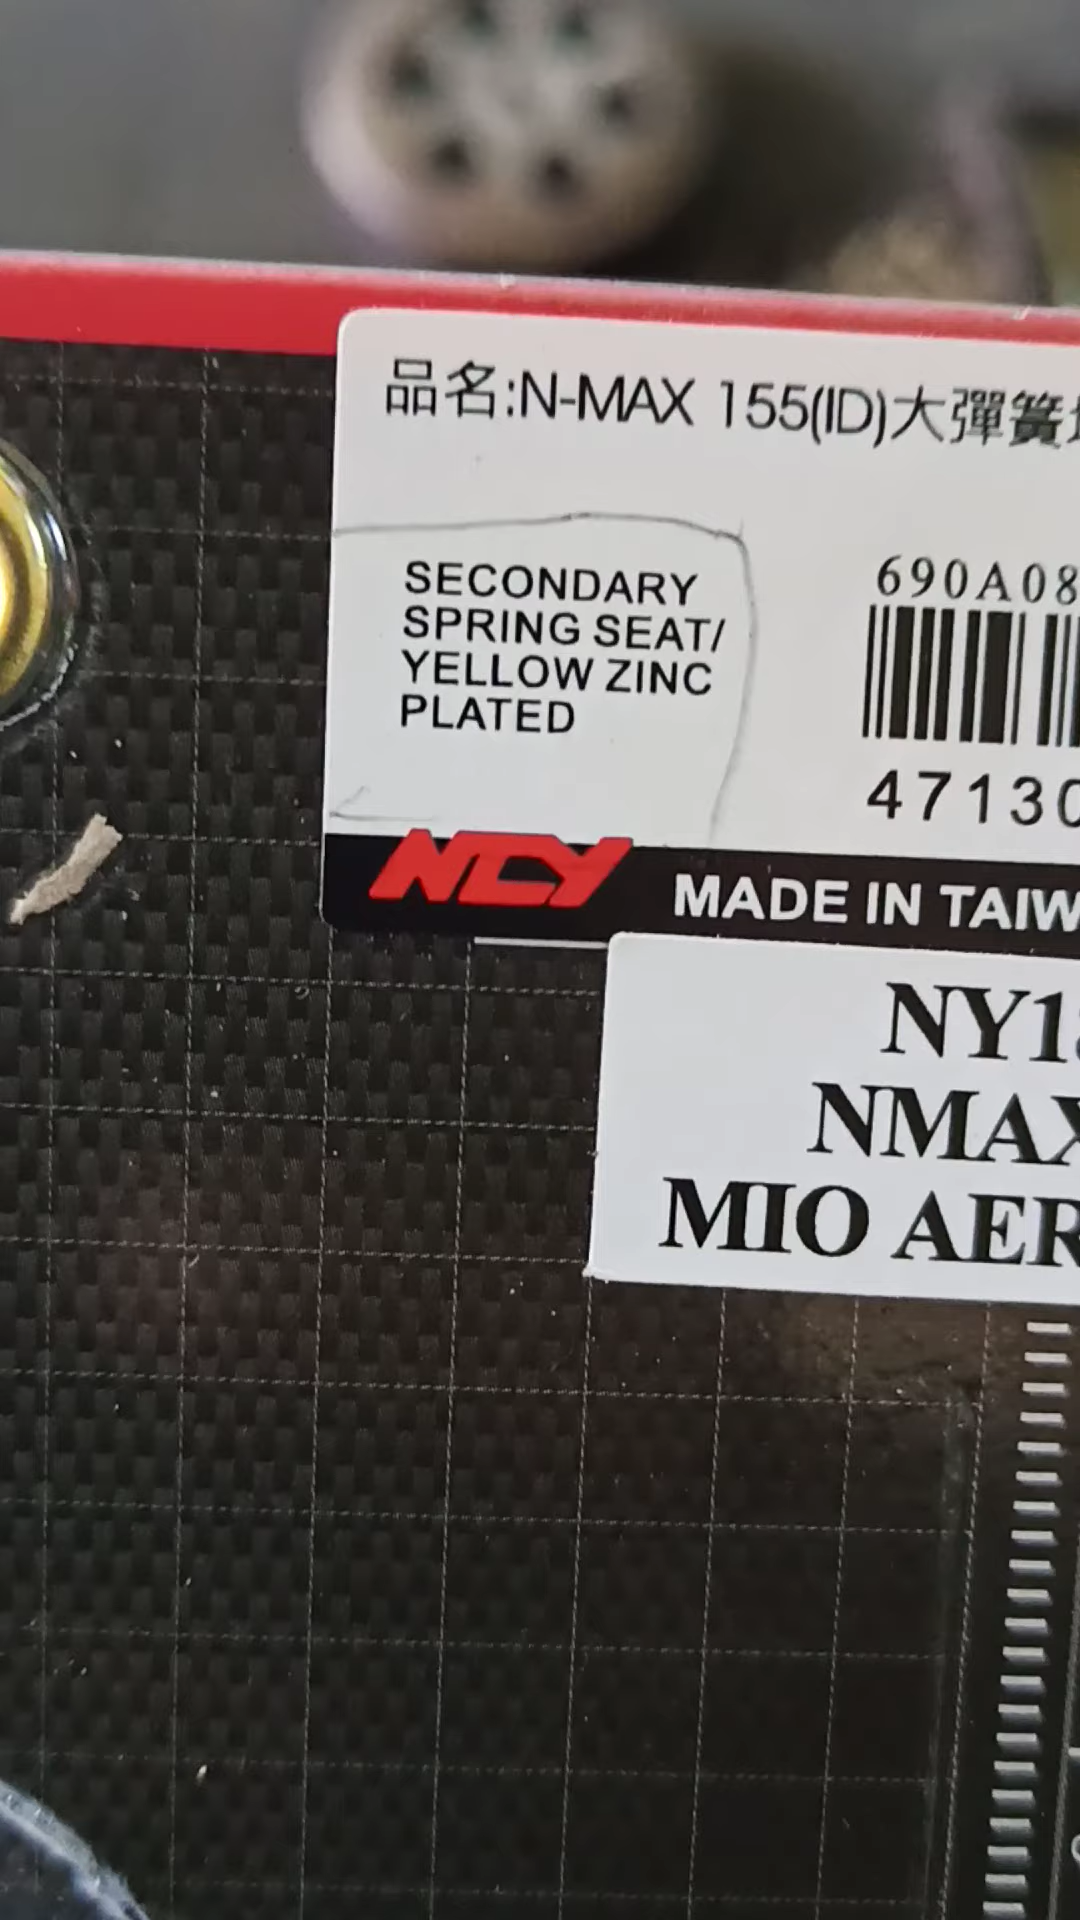 品名:N-MAX 155(ID)大彈簧
690A08
SECONDARY
SPRING SEAT/
YELLOW ZINC
PLATED
47130
NCY
MADE IN TAIW
NY1
NMAX
MIO AER